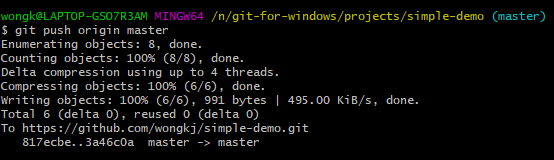 wongk@LAPTOP-GSO7R3AM MINGW64 /n/git-for-windows/projects/simple-demo (master)
$ git push origin master
Enumerating objects: 8, done.
Counting objects: 100% (8/8), done.
Delta compression using up to 4 threads.
Compressing objects: 100% (6/6), done.
Writing objects: 100% (6/6), 991 bytes | 495.00 KiB/s, done.
Total 6 (delta 0), reused 0 (delta 0)
To https://github.com/wongkj/simple-demo.git
   817ecbe..3a46c0a  master -> master